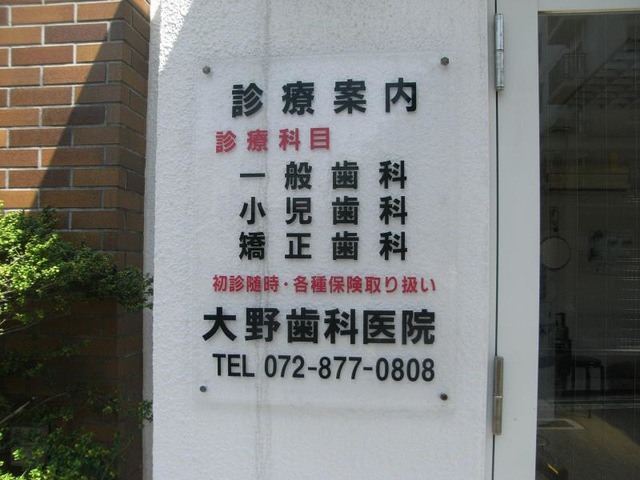 診療案内
診療科目
一般歯科
小児歯科
矯正歯科
初診随時・各種保険取り扱い
大野歯科医院
TEL 072-877-0808